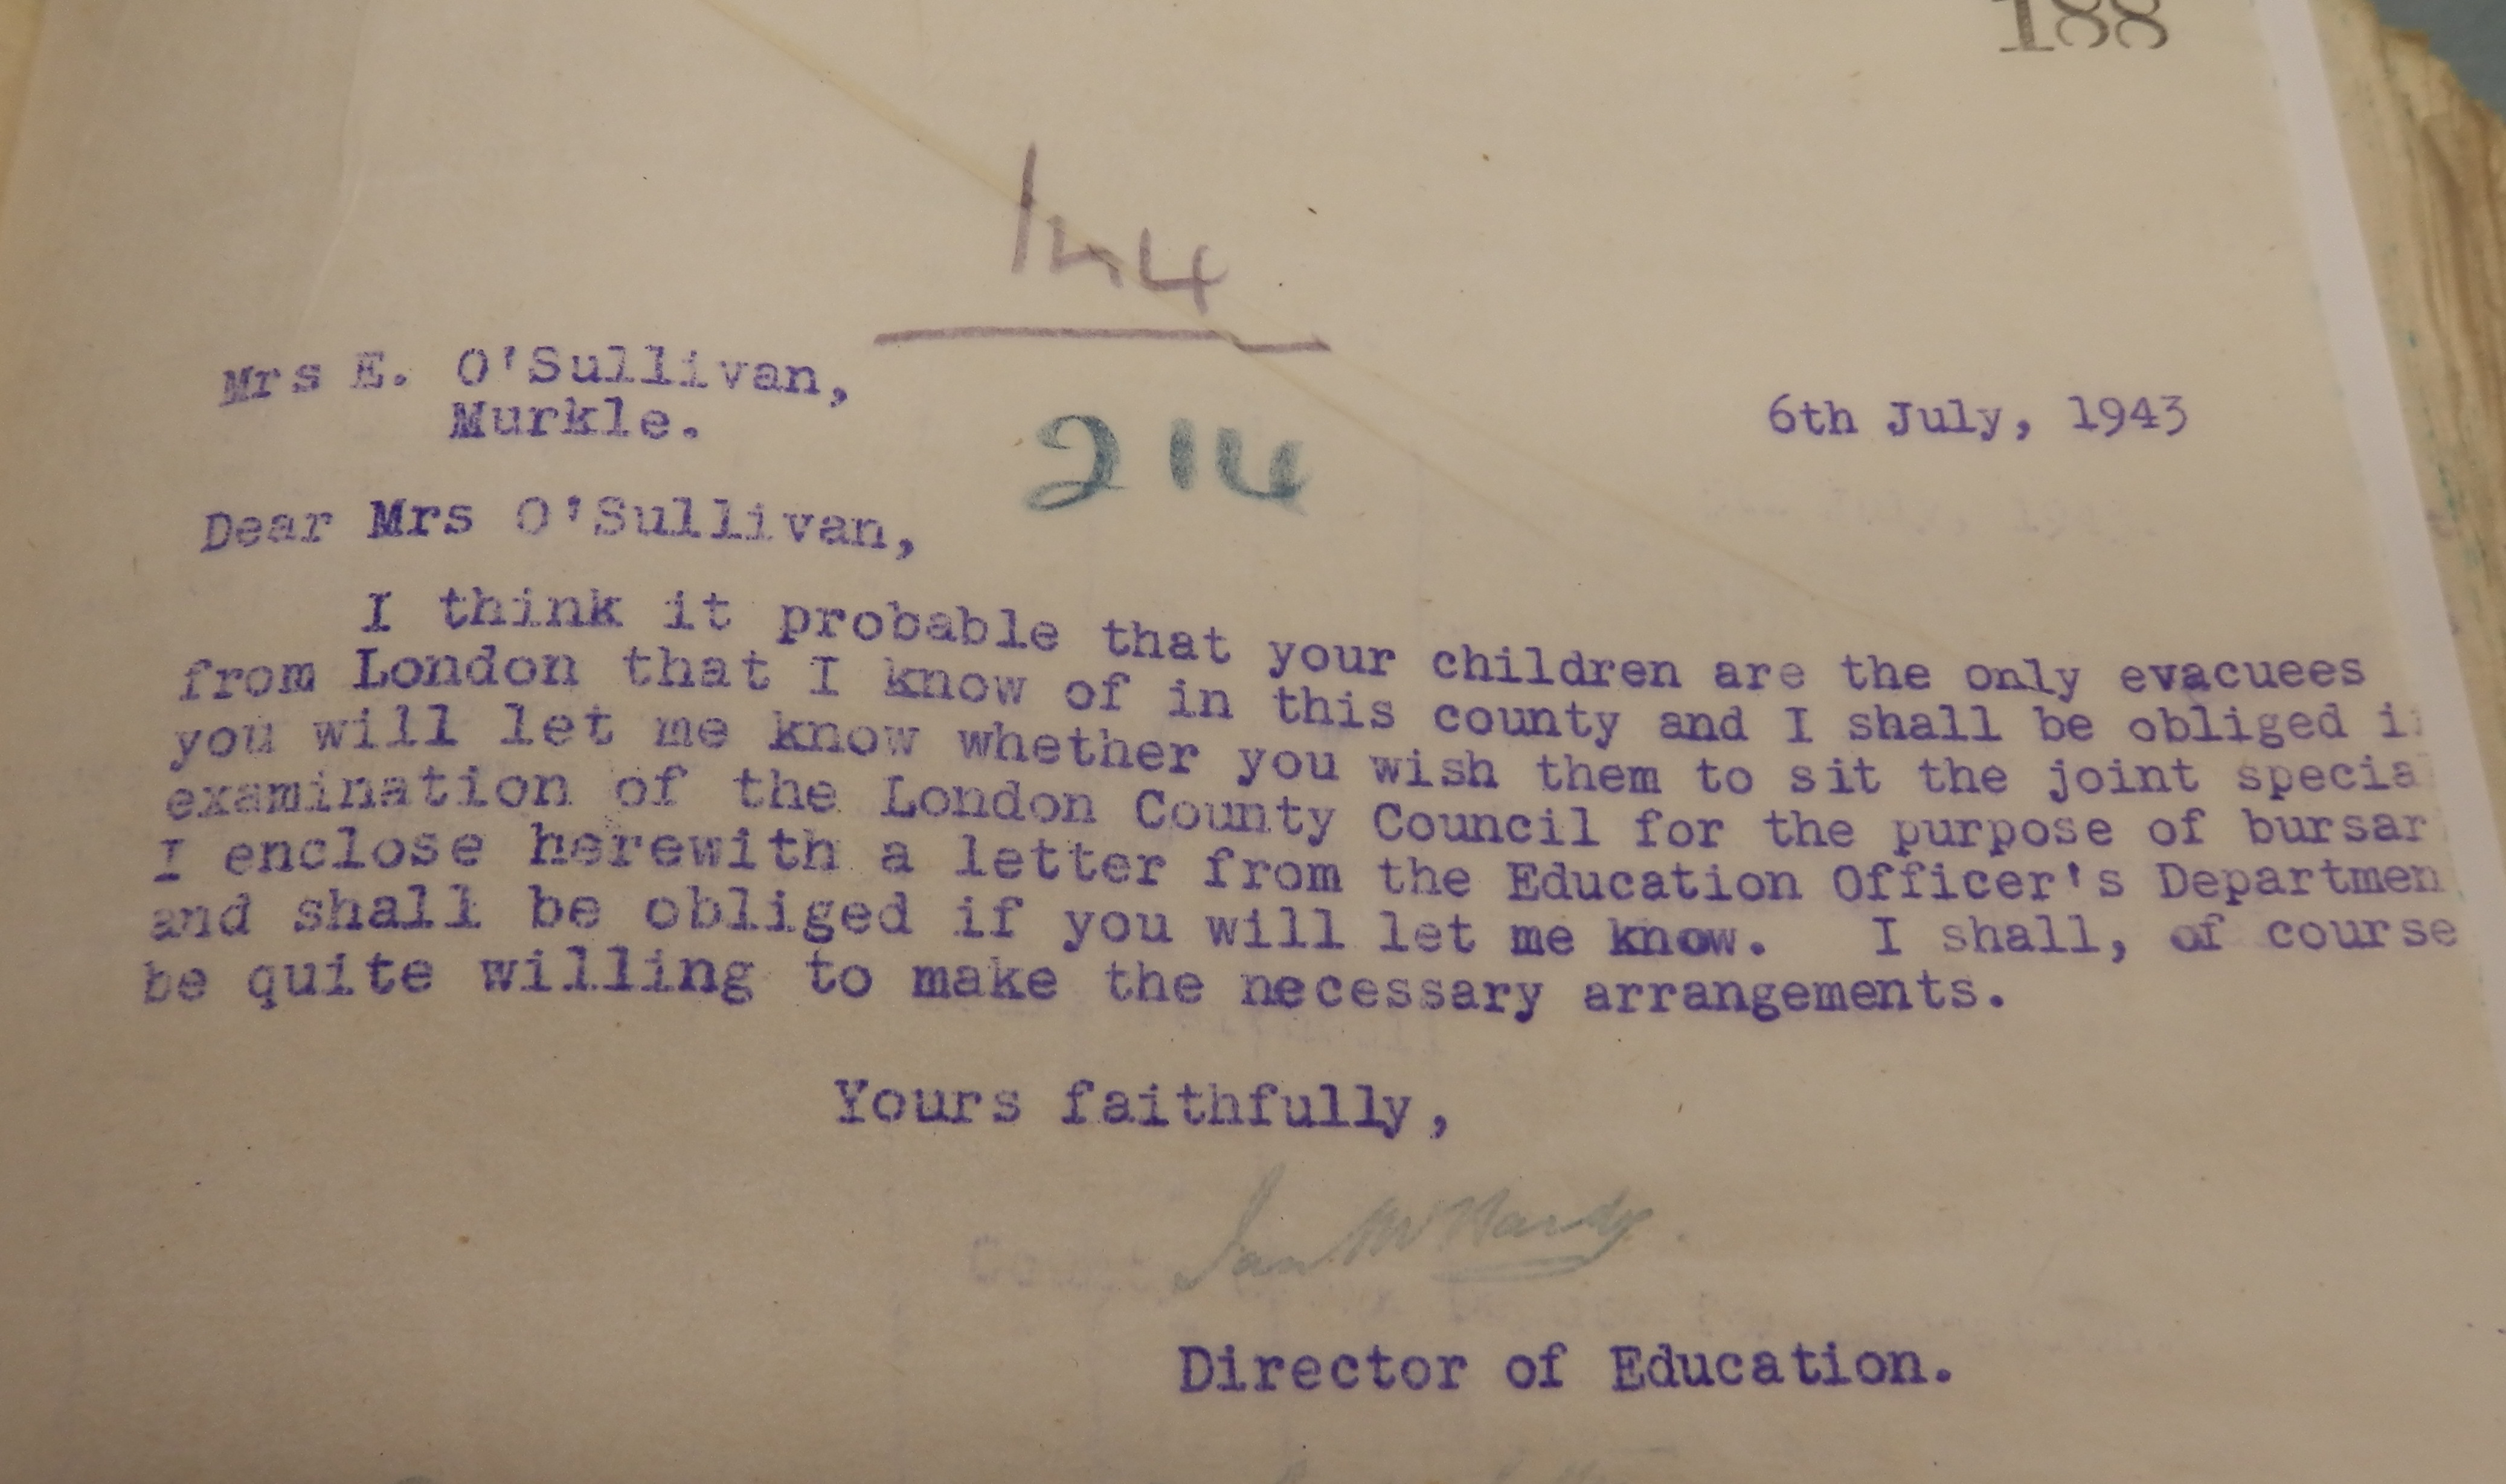 188
144
Mrs E. O'Sullivan,
Murkle.
6th July, 1943
214
Dear Mrs O'Sullivan,
I think it probable that your children are the only evacuees
from London that I know of in this county and I shall be obliged i
you will let me know whether you wish them to sit the joint specia
examination of the London County Council for the purpose of bursar
I enclose herewith a letter from the Education Officer's Departmen
and shall be obliged if you will let me know. I shall, of course
be quite willing to make the necessary arrangements.
Yours faithfully,
Ian McHardy.
Director of Education.